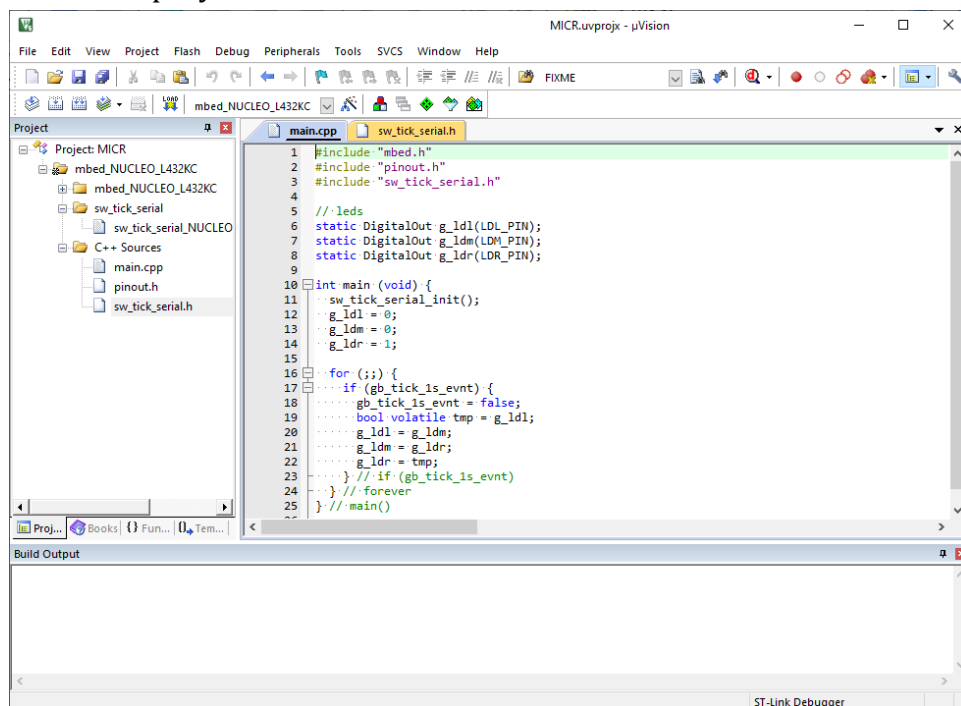 MICR.uvprojx - µVision
File Edit View Project Flash Debug Peripherals Tools SVCS Window Help
FIXME
LOAD mbed_NUCLEO_L432KC
Project
main.cpp sw_tick_serial.h
Project: MICR
mbed_NUCLEO_L432KC
mbed_NUCLEO_L432KC
sw_tick_serial
sw_tick_serial_NUCLEO
C++ Sources
main.cpp
pinout.h
sw_tick_serial.h
1 #include "mbed.h"
2 #include "pinout.h"
3 #include "sw_tick_serial.h"
4
5 // leds
6 static DigitalOut g_ldl(LDL_PIN);
7 static DigitalOut g_ldm(LDM_PIN);
8 static DigitalOut g_ldr(LDR_PIN);
9
10 int main (void) {
11 sw_tick_serial_init();
12 g_ldl = 0;
13 g_ldm = 0;
14 g_ldr = 1;
15
16 for (;;) {
17 if (gb_tick_1s_evnt) {
18 gb_tick_1s_evnt = false;
19 bool volatile tmp = g_ldl;
20 g_ldl = g_ldm;
21 g_ldm = g_ldr;
22 g_ldr = tmp;
23 } // if (gb_tick_1s_evnt)
24 } // forever
25 } // main()
Proj... Books {} Fun... Tem...
Build Output
ST-Link Debugger